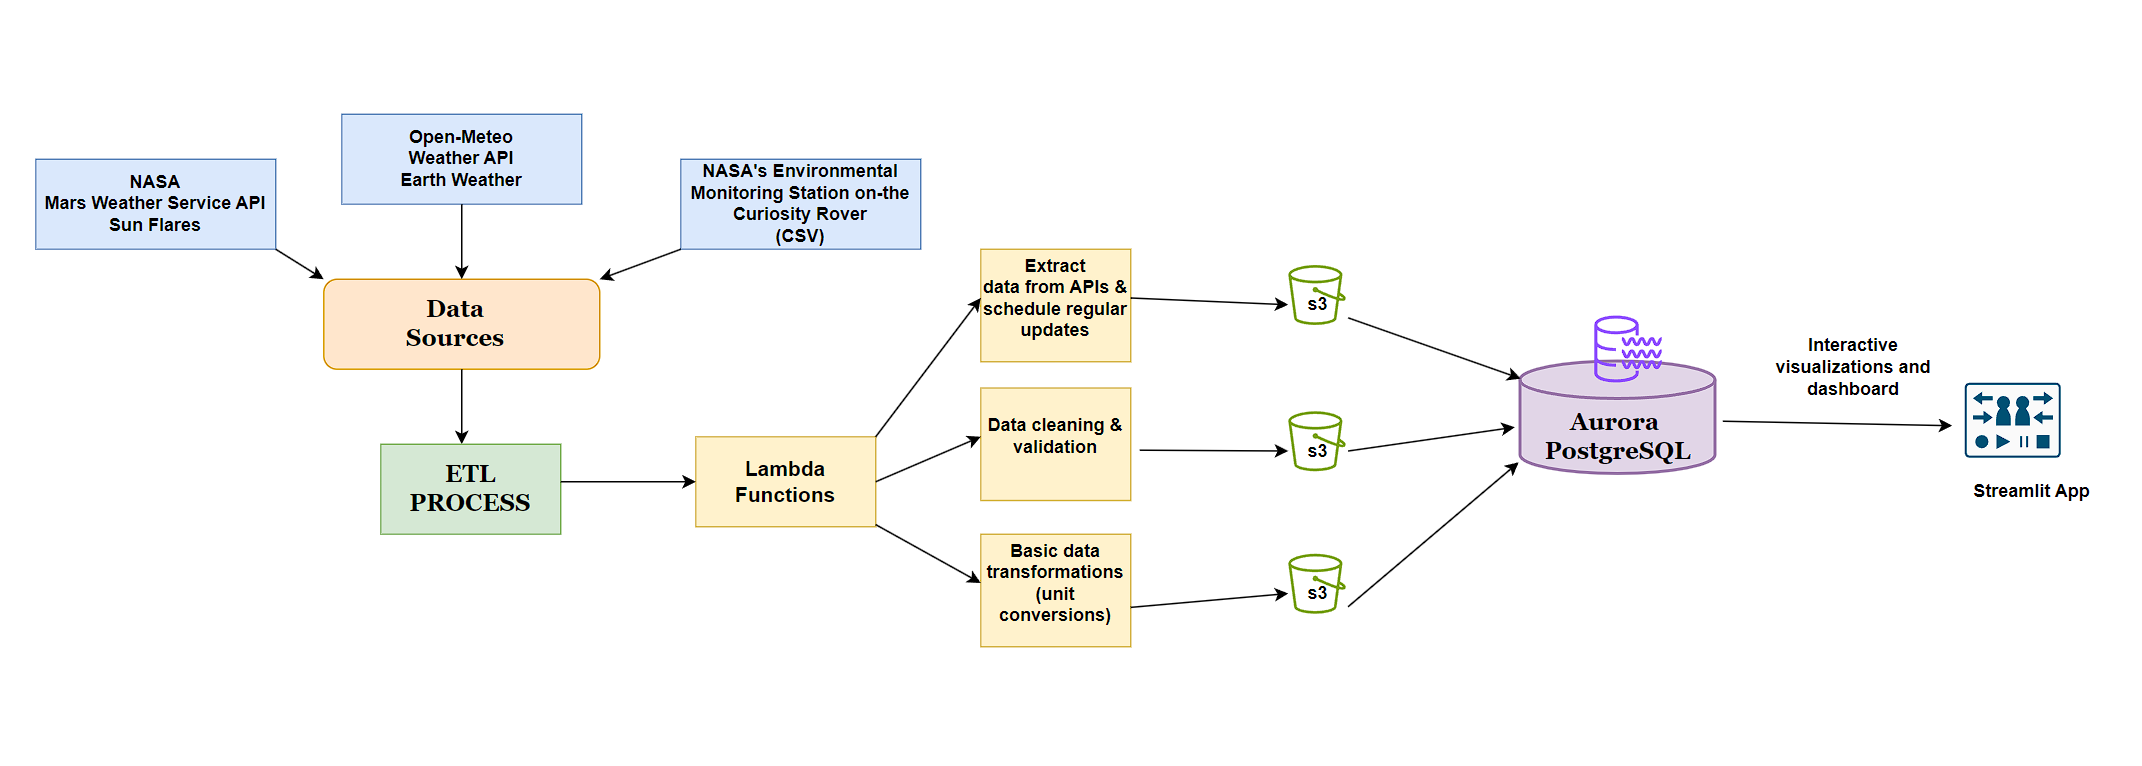 Open-Meteo
Weather API
Earth Weather
NASA
Mars Weather Service API
Sun Flares
NASA's Environmental
Monitoring Station on-the
Curiosity Rover
(CSV)
Data
Sources
ETL
PROCESS
Lambda
Functions
Extract
data from APIs &
schedule regular
updates
s3
Data cleaning &
validation
s3
Basic data
transformations
(unit
conversions)
s3
Aurora
PostgreSQL
Interactive
visualizations and
dashboard
Streamlit App